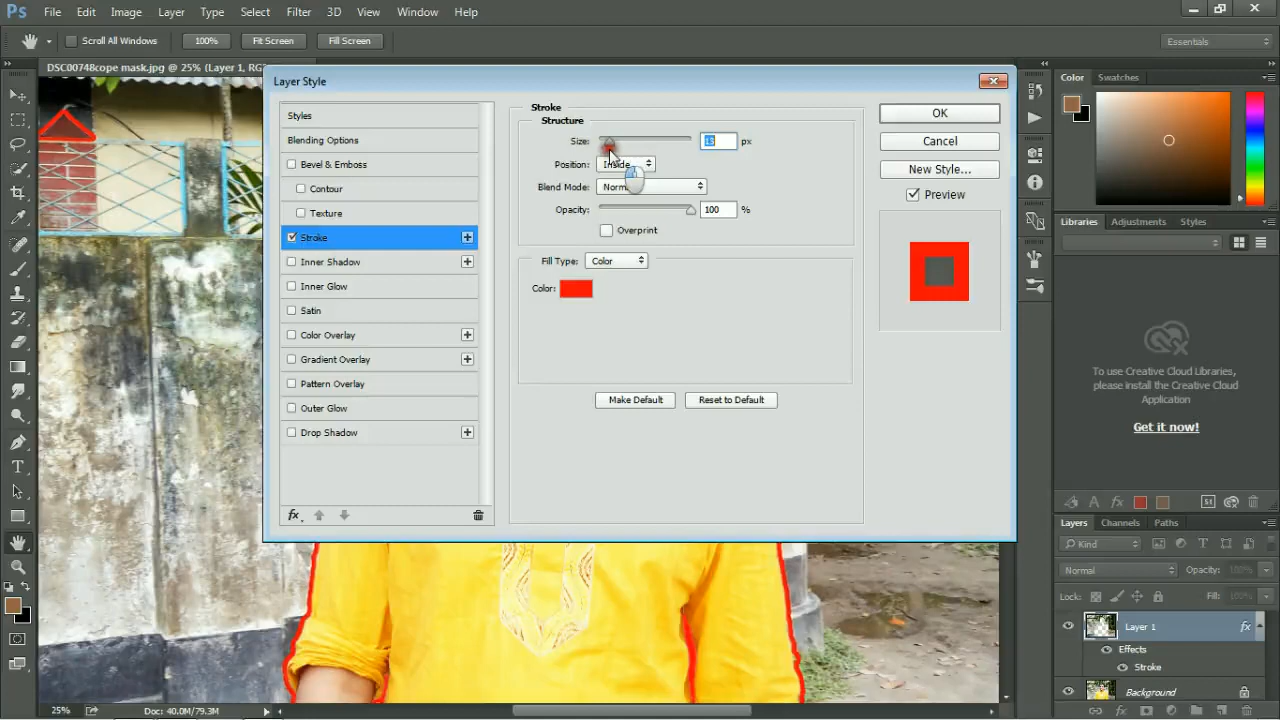 Ps File Edit Image Layer Type Select Filter 3D View Window Help
Scroll All Windows 100% Fit Screen Fill Screen Essentials
DSC00748cope mask.jpg @ 25% (Layer 1,
Layer Style
Styles
Blending Options
Bevel & Emboss
Contour
Texture
Stroke
Inner Shadow
Inner Glow
Satin
Color Overlay
Gradient Overlay
Pattern Overlay
Outer Glow
Drop Shadow
fx
Stroke
Structure
Size: px
Position: Inside
Blend Mode:
Opacity: 100 %
Overprint
Fill Type: Color
Color:
Make Default Reset to Default
OK
Cancel
New Style...
Preview
Color Swatches
Libraries Adjustments Styles
To use Creative Cloud Libraries,
please install the Creative Cloud
Application
Get it now!
Layers Channels Paths
Kind
Normal Opacity: 100%
Lock: Fill: 100%
Layer 1 fx
Effects
Stroke
Background
25% Doc: 40.0M/79.3M